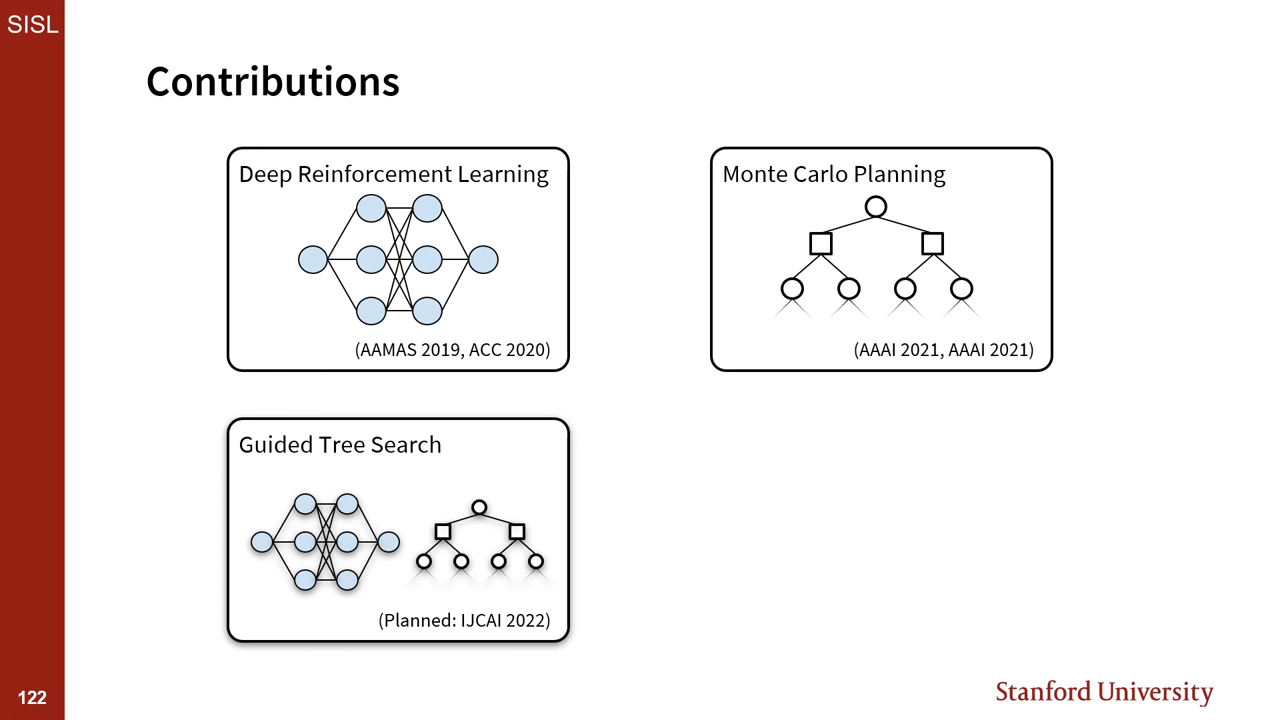 SISL
Contributions
Deep Reinforcement Learning
(AAMAS 2019, ACC 2020)
Monte Carlo Planning
(AAAI 2021, AAAI 2021)
Guided Tree Search
(Planned: IJCAI 2022)
122
Stanford University